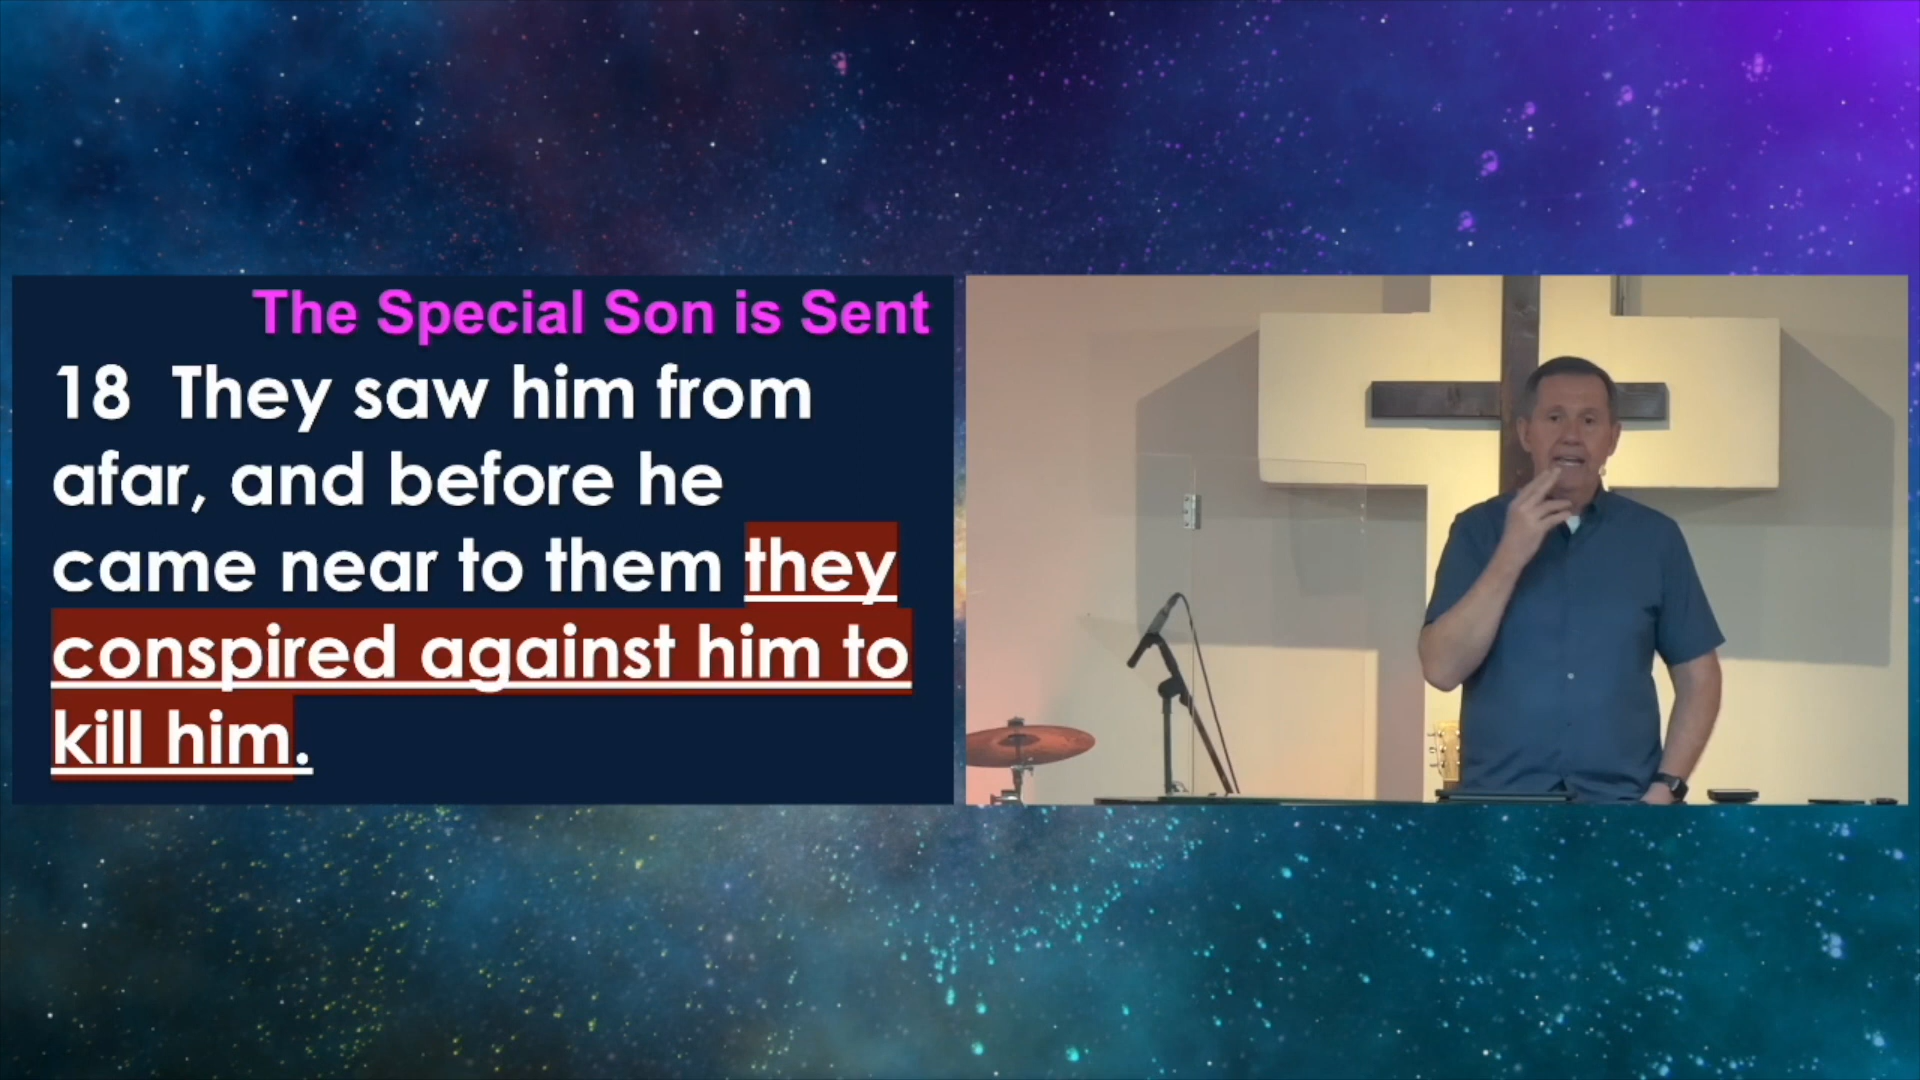 The Special Son is Sent
18 They saw him from
afar, and before he
came near to them they
conspired against him to
kill him.